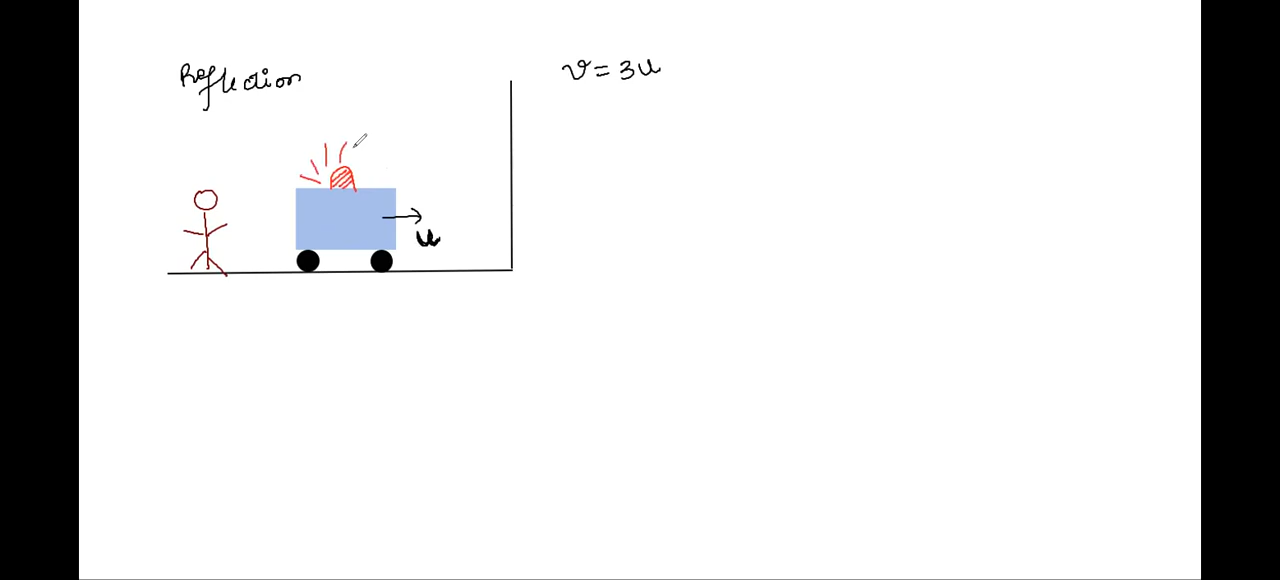 Reflection
v = 3u
u